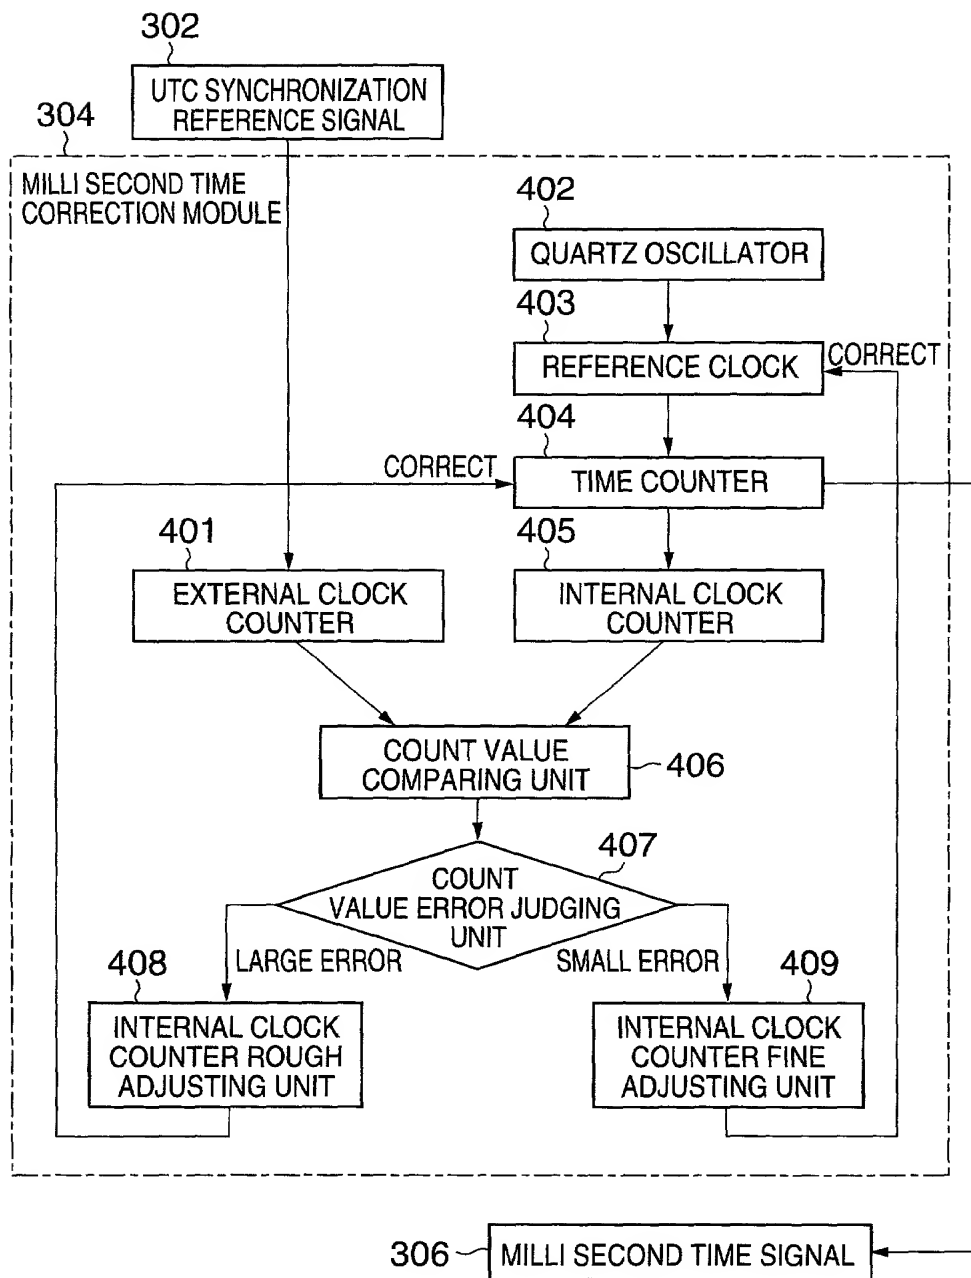 302
UTC SYNCHRONIZATION
REFERENCE SIGNAL
304
MILLI SECOND TIME
CORRECTION MODULE
402
QUARTZ OSCILLATOR
403
REFERENCE CLOCK
CORRECT
404
CORRECT
TIME COUNTER
401
EXTERNAL CLOCK
COUNTER
405
INTERNAL CLOCK
COUNTER
COUNT VALUE
COMPARING UNIT
406
407
COUNT
VALUE ERROR JUDGING
UNIT
LARGE ERROR
SMALL ERROR
408
INTERNAL CLOCK
COUNTER ROUGH
ADJUSTING UNIT
409
INTERNAL CLOCK
COUNTER FINE
ADJUSTING UNIT
306
MILLI SECOND TIME SIGNAL